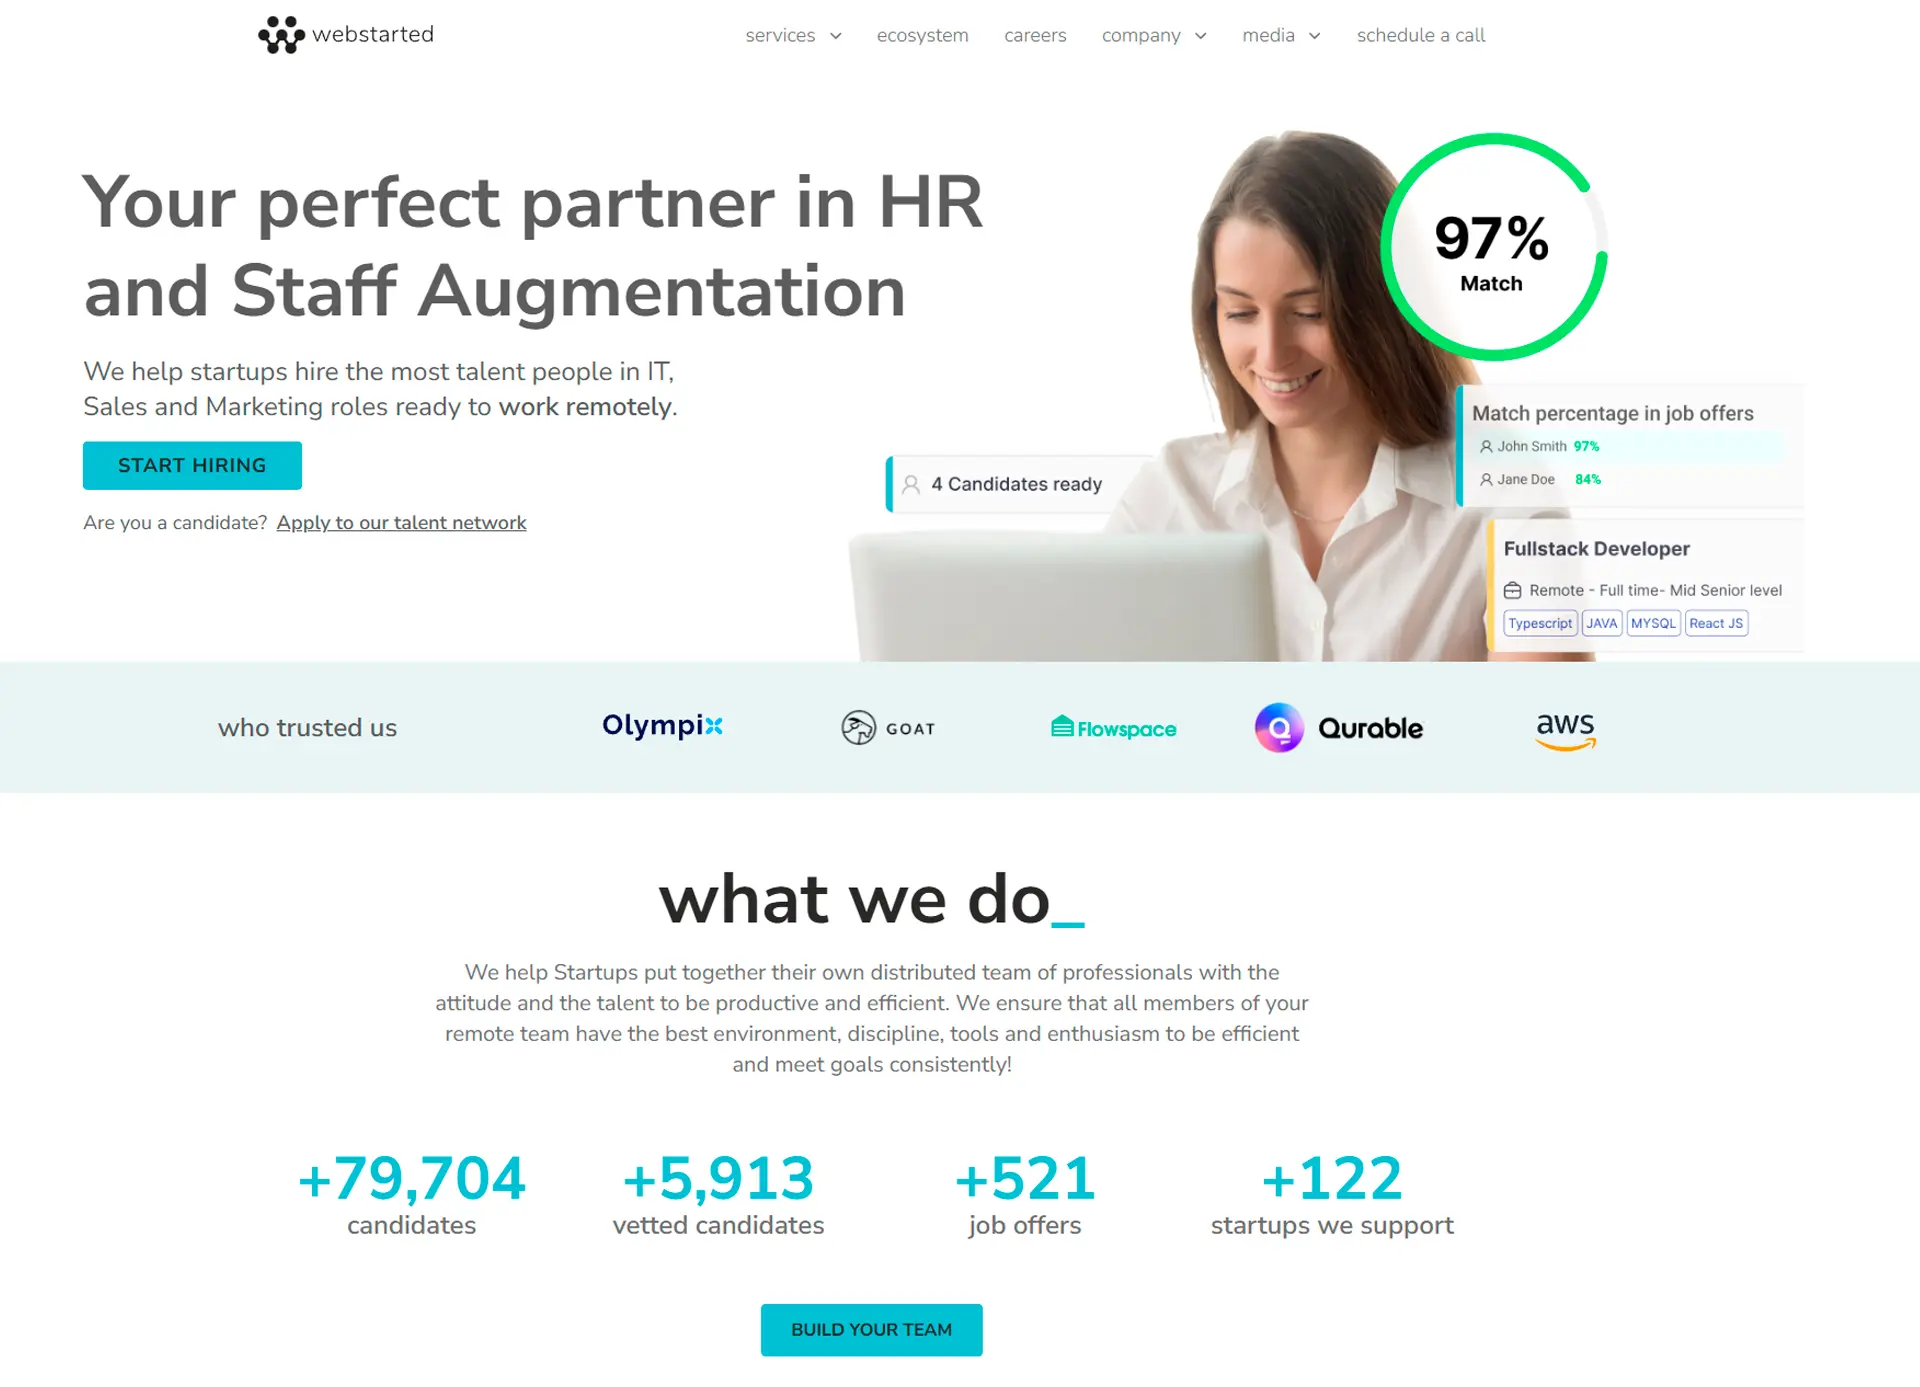 webstarted
services
ecosystem
careers
company
media
schedule a call
Your perfect partner in HR
and Staff Augmentation
We help startups hire the most talent people in IT,
Sales and Marketing roles ready to work remotely.
START HIRING
Are you a candidate? Apply to our talent network
97%
Match
4 Candidates ready
Match percentage in job offers
John Smith 97%
Jane Doe 84%
Fullstack Developer
Remote - Full time- Mid Senior level
Typescript JAVA MYSQL React JS
who trusted us
Olympix
GOAT
Flowspace
Qurable
aws
what we do_
We help Startups put together their own distributed team of professionals with the
attitude and the talent to be productive and efficient. We ensure that all members of your
remote team have the best environment, discipline, tools and enthusiasm to be efficient
and meet goals consistently!
+79,704
candidates
+5,913
vetted candidates
+521
job offers
+122
startups we support
BUILD YOUR TEAM